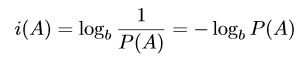 i(A) = log_b 1/P(A) = −log_b P(A)